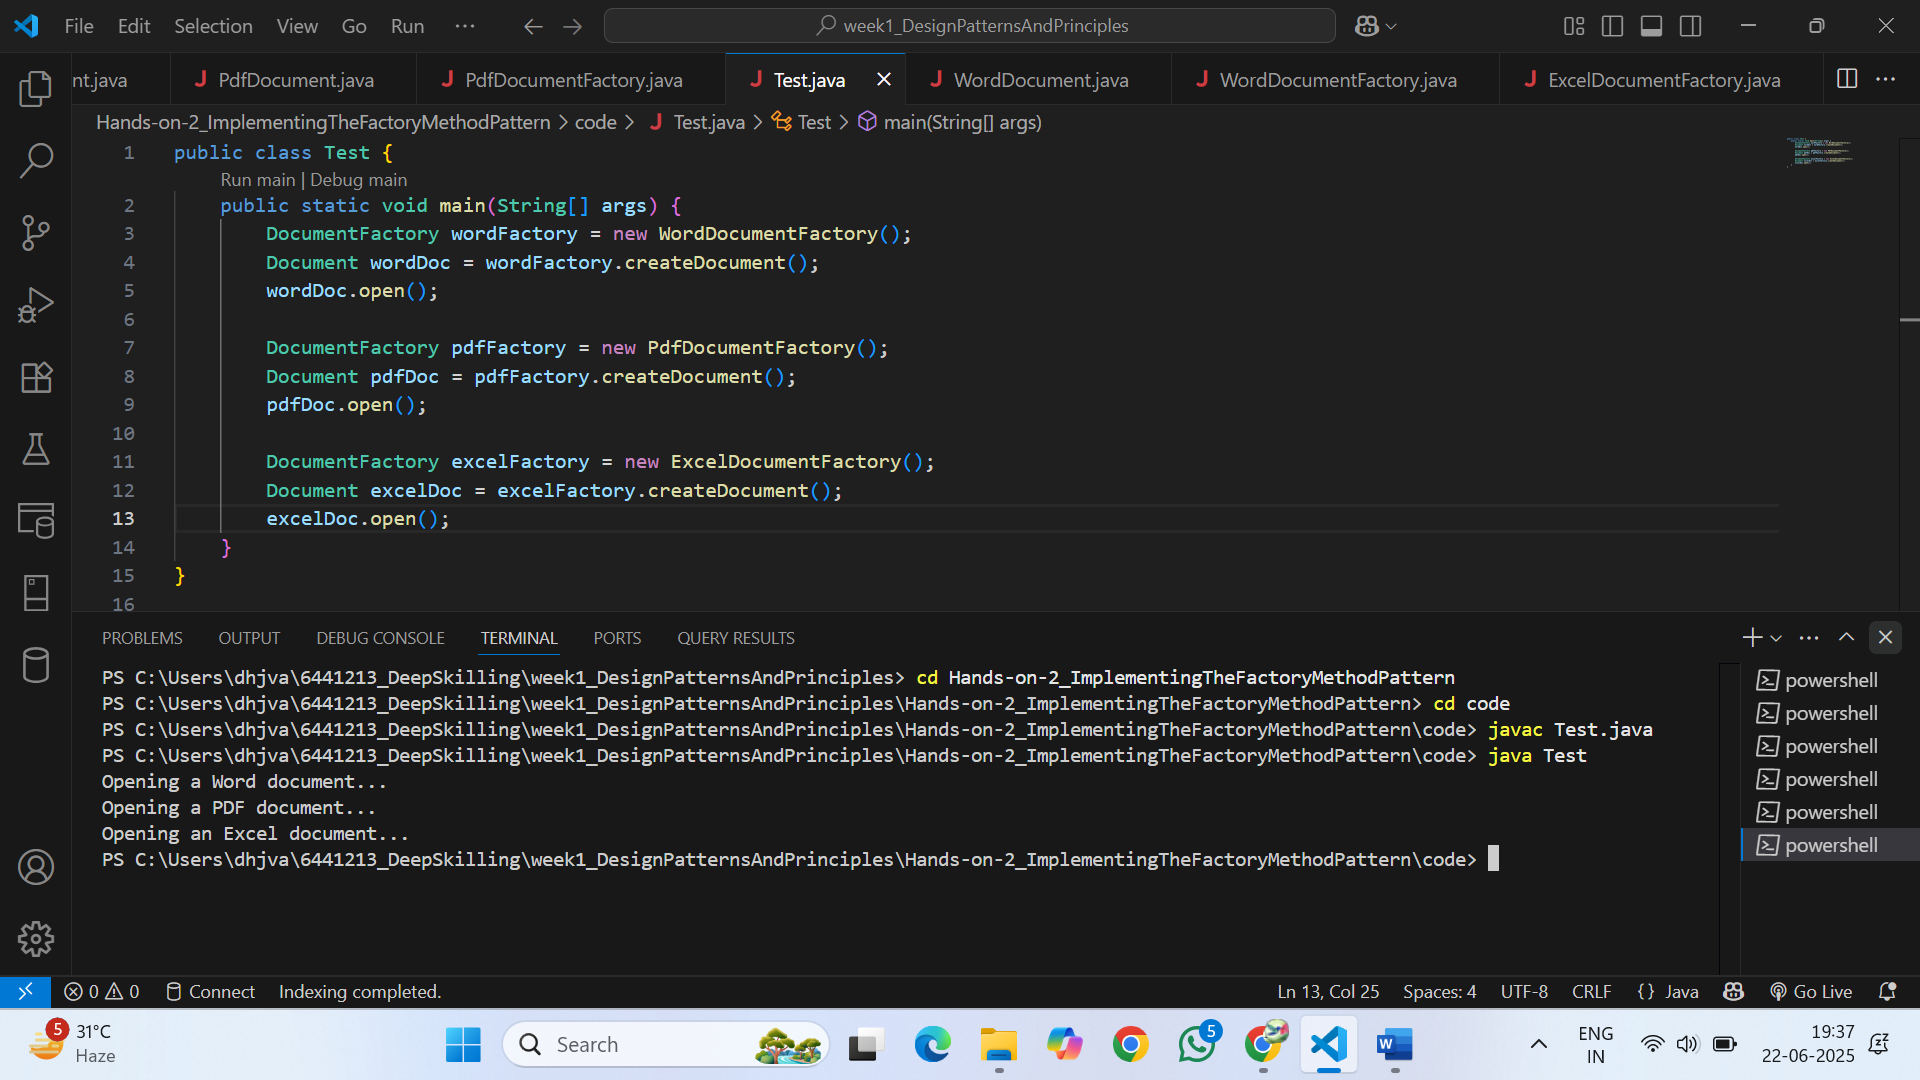 File Edit Selection View Go Run ··· week1_DesignPatternsAndPrinciples
nt.java PdfDocument.java PdfDocumentFactory.java Test.java WordDocument.java WordDocumentFactory.java ExcelDocumentFactory.java
Hands-on-2_ImplementingTheFactoryMethodPattern > code > Test.java > Test > main(String[] args)
1 public class Test {
Run main | Debug main
2 public static void main(String[] args) {
3 DocumentFactory wordFactory = new WordDocumentFactory();
4 Document wordDoc = wordFactory.createDocument();
5 wordDoc.open();
6
7 DocumentFactory pdfFactory = new PdfDocumentFactory();
8 Document pdfDoc = pdfFactory.createDocument();
9 pdfDoc.open();
10
11 DocumentFactory excelFactory = new ExcelDocumentFactory();
12 Document excelDoc = excelFactory.createDocument();
13 excelDoc.open();
14 }
15 }
16
PROBLEMS OUTPUT DEBUG CONSOLE TERMINAL PORTS QUERY RESULTS
PS C:\Users\dhjva\6441213_DeepSkilling\week1_DesignPatternsAndPrinciples> cd Hands-on-2_ImplementingTheFactoryMethodPattern
PS C:\Users\dhjva\6441213_DeepSkilling\week1_DesignPatternsAndPrinciples\Hands-on-2_ImplementingTheFactoryMethodPattern> cd code
PS C:\Users\dhjva\6441213_DeepSkilling\week1_DesignPatternsAndPrinciples\Hands-on-2_ImplementingTheFactoryMethodPattern\code> javac Test.java
PS C:\Users\dhjva\6441213_DeepSkilling\week1_DesignPatternsAndPrinciples\Hands-on-2_ImplementingTheFactoryMethodPattern\code> java Test
Opening a Word document...
Opening a PDF document...
Opening an Excel document...
PS C:\Users\dhjva\6441213_DeepSkilling\week1_DesignPatternsAndPrinciples\Hands-on-2_ImplementingTheFactoryMethodPattern\code>
powershell
powershell
powershell
powershell
powershell
powershell
0 0 Connect Indexing completed. Ln 13, Col 25 Spaces: 4 UTF-8 CRLF {} Java Go Live
5 31°C
Haze
Search
5
ENG
IN
19:37
22-06-2025